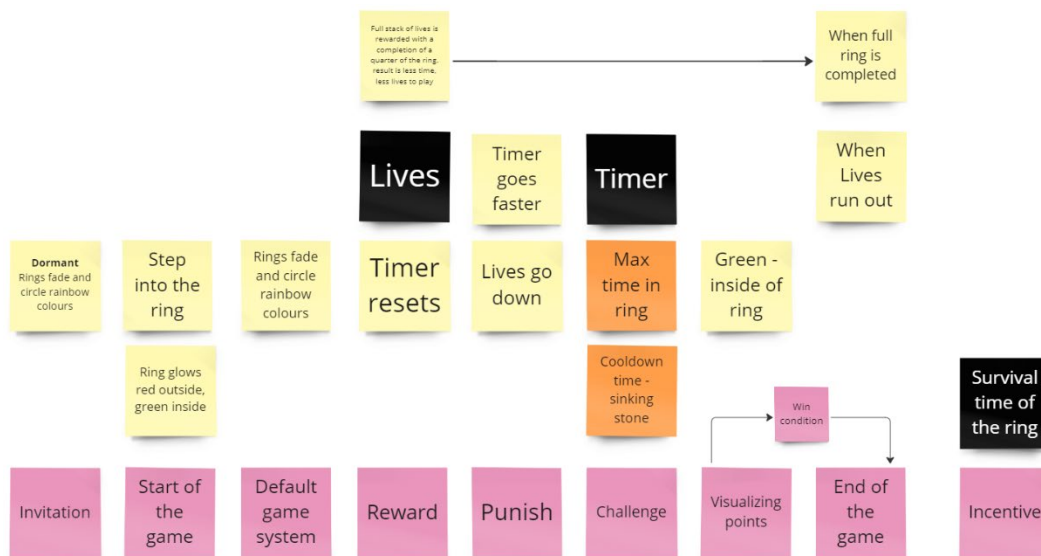 Full stack of lives is
rewarded with a
completion of a
quarter of the ring.
result is less time,
less lives to play
When full
ring is
completed
Lives
Timer
goes
faster
Timer
When
Lives
run out
Dormant
Rings fade and
circle rainbow
colours
Step
into the
ring
Rings fade
and circle
rainbow
colours
Timer
resets
Lives go
down
Max
time in
ring
Green -
inside of
ring
Ring glows
red outside,
green inside
Cooldown
time -
sinking
stone
Win
condition
Survival
time of
the ring
Invitation
Start of
the
game
Default
game
system
Reward
Punish
Challenge
Visualizing
points
End of
the
game
Incentive